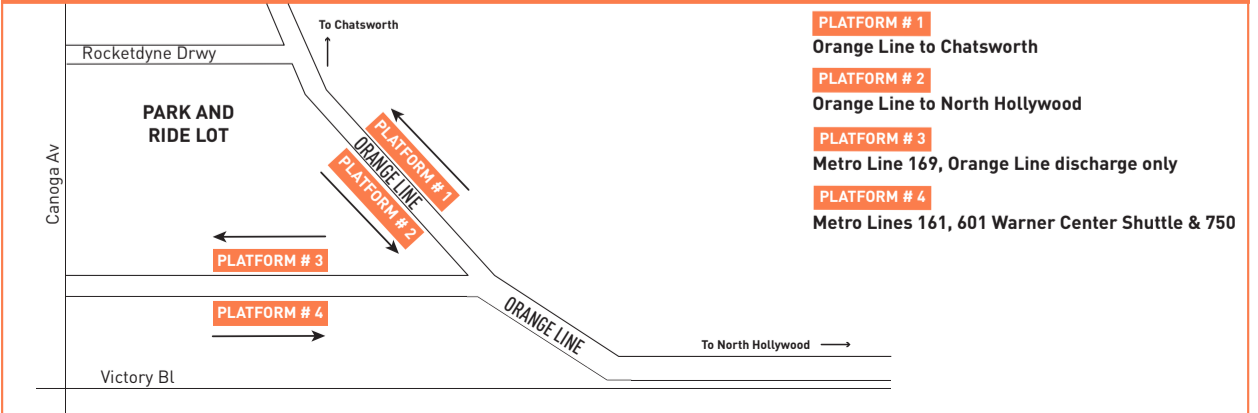 To Chatsworth
Rocketdyne Drwy
PARK AND
RIDE LOT
Canoga Av
PLATFORM # 1
ORANGE LINE
PLATFORM # 2
PLATFORM # 3
PLATFORM # 4
ORANGE LINE
To North Hollywood
Victory Bl
PLATFORM # 1
Orange Line to Chatsworth
PLATFORM # 2
Orange Line to North Hollywood
PLATFORM # 3
Metro Line 169, Orange Line discharge only
PLATFORM # 4
Metro Lines 161, 601 Warner Center Shuttle & 750